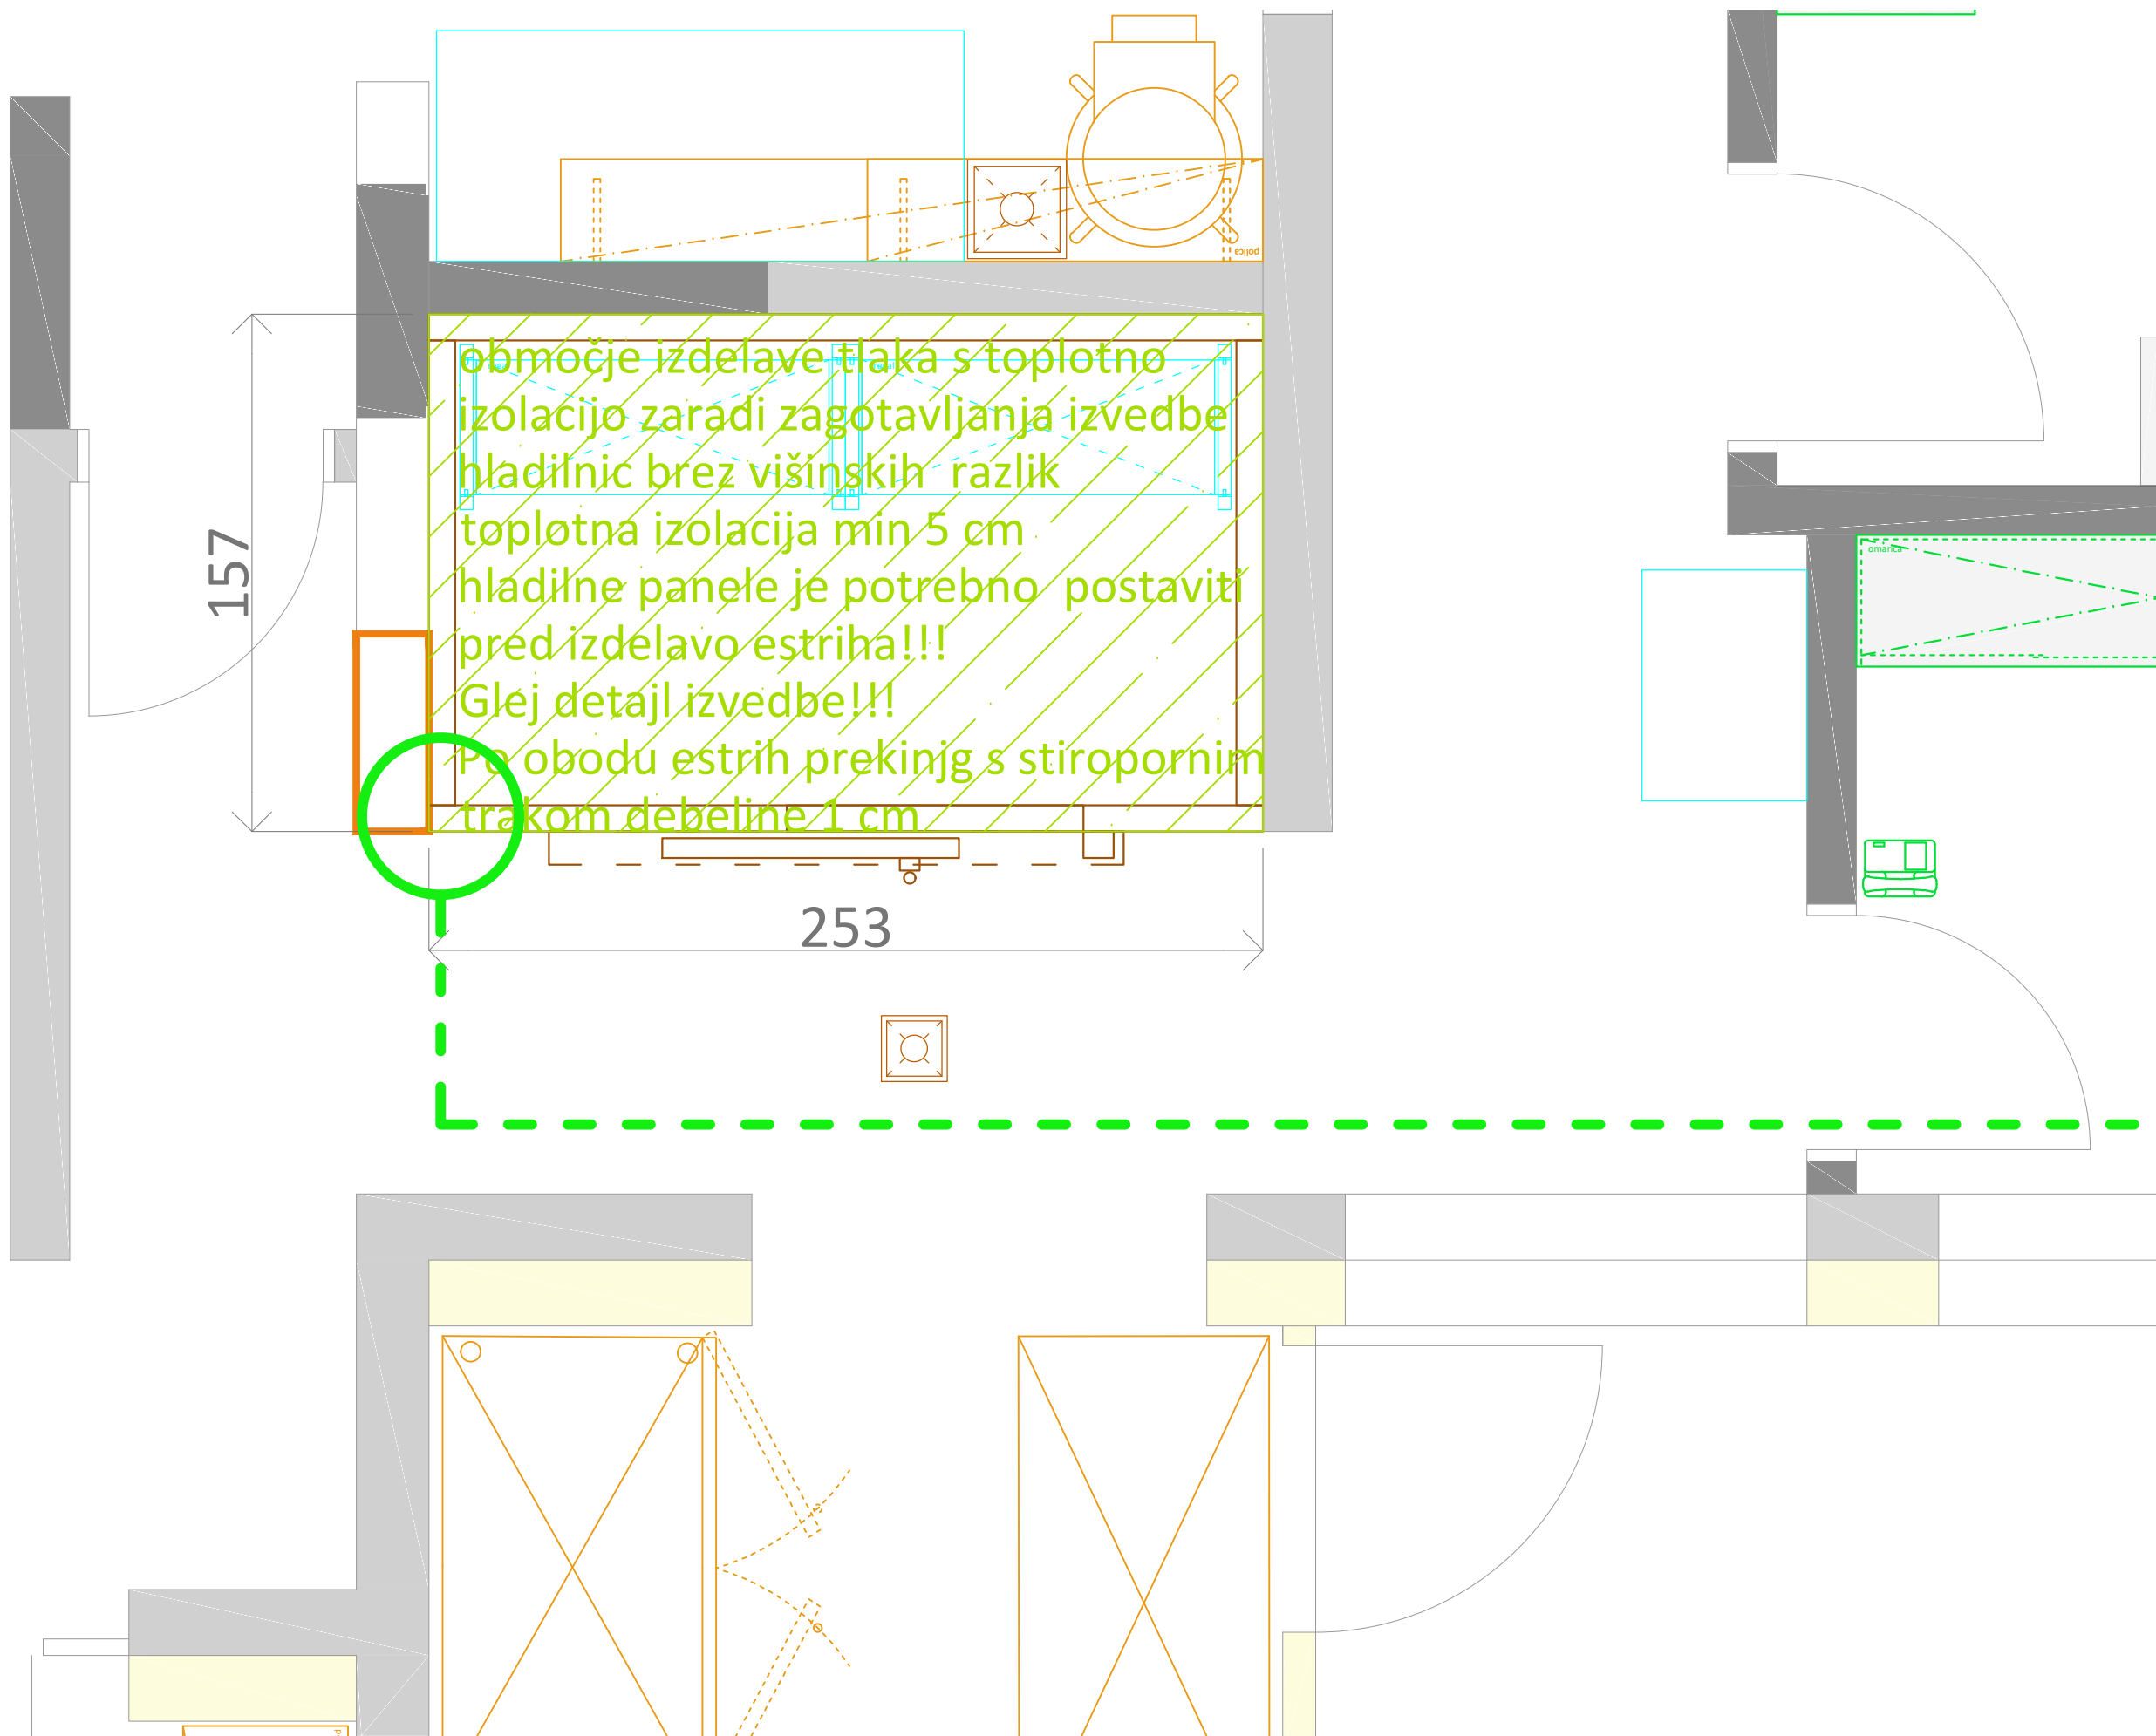 polica
območje izdelave tlaka s toplotno
izolacijo zaradi zagotavljanja izvedbe
hladilnic brez višinskih  razlik
toplotna izolacija min 5 cm
hladilne panele je potrebno  postaviti
pred izdelavo estriha!!!
Glej detajl izvedbe!!!
Po obodu estrih prekinjg s stiropornim
trakom debeline 1 cm
157
253
omarica